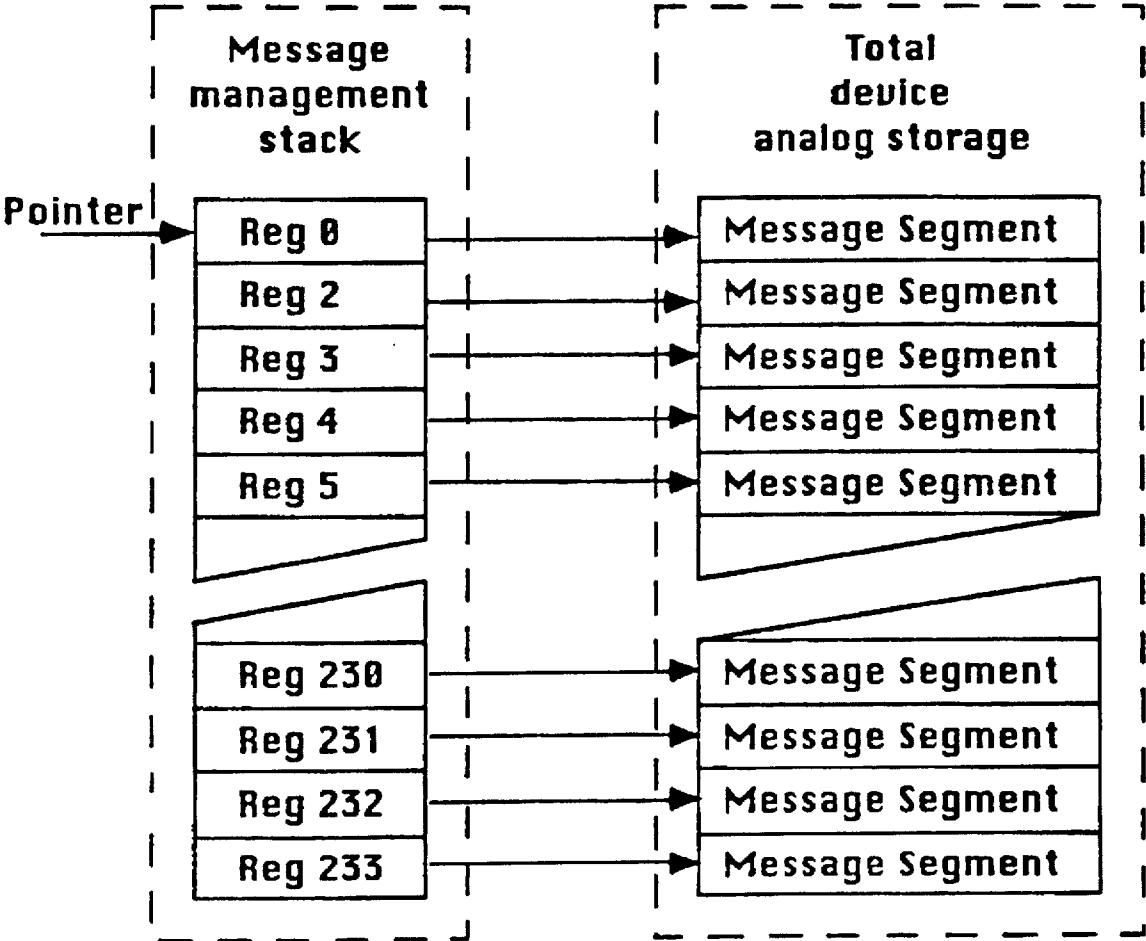 Message
management
stack
Total
device
analog storage
Pointer
Reg 0
Message Segment
Reg 2
Message Segment
Reg 3
Message Segment
Reg 4
Message Segment
Reg 5
Message Segment
Reg 230
Message Segment
Reg 231
Message Segment
Reg 232
Message Segment
Reg 233
Message Segment